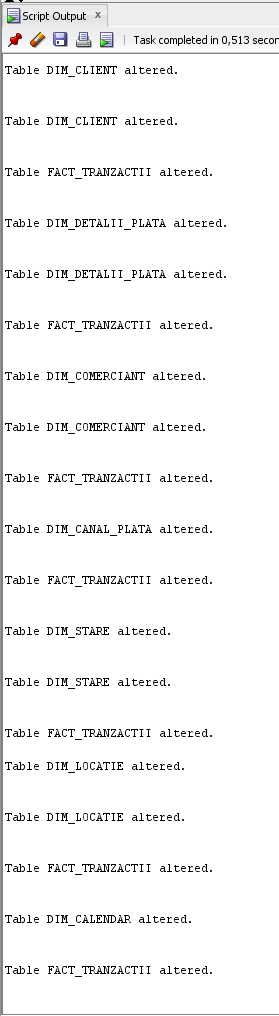 Script Output x
Task completed in 0,513 secon
Table DIM_CLIENT altered.
Table DIM_CLIENT altered.
Table FACT_TRANZACTII altered.
Table DIM_DETALII_PLATA altered.
Table DIM_DETALII_PLATA altered.
Table FACT_TRANZACTII altered.
Table DIM_COMERCIANT altered.
Table DIM_COMERCIANT altered.
Table FACT_TRANZACTII altered.
Table DIM_CANAL_PLATA altered.
Table FACT_TRANZACTII altered.
Table DIM_STARE altered.
Table DIM_STARE altered.
Table FACT_TRANZACTII altered.
Table DIM_LOCATIE altered.
Table DIM_LOCATIE altered.
Table FACT_TRANZACTII altered.
Table DIM_CALENDAR altered.
Table FACT_TRANZACTII altered.